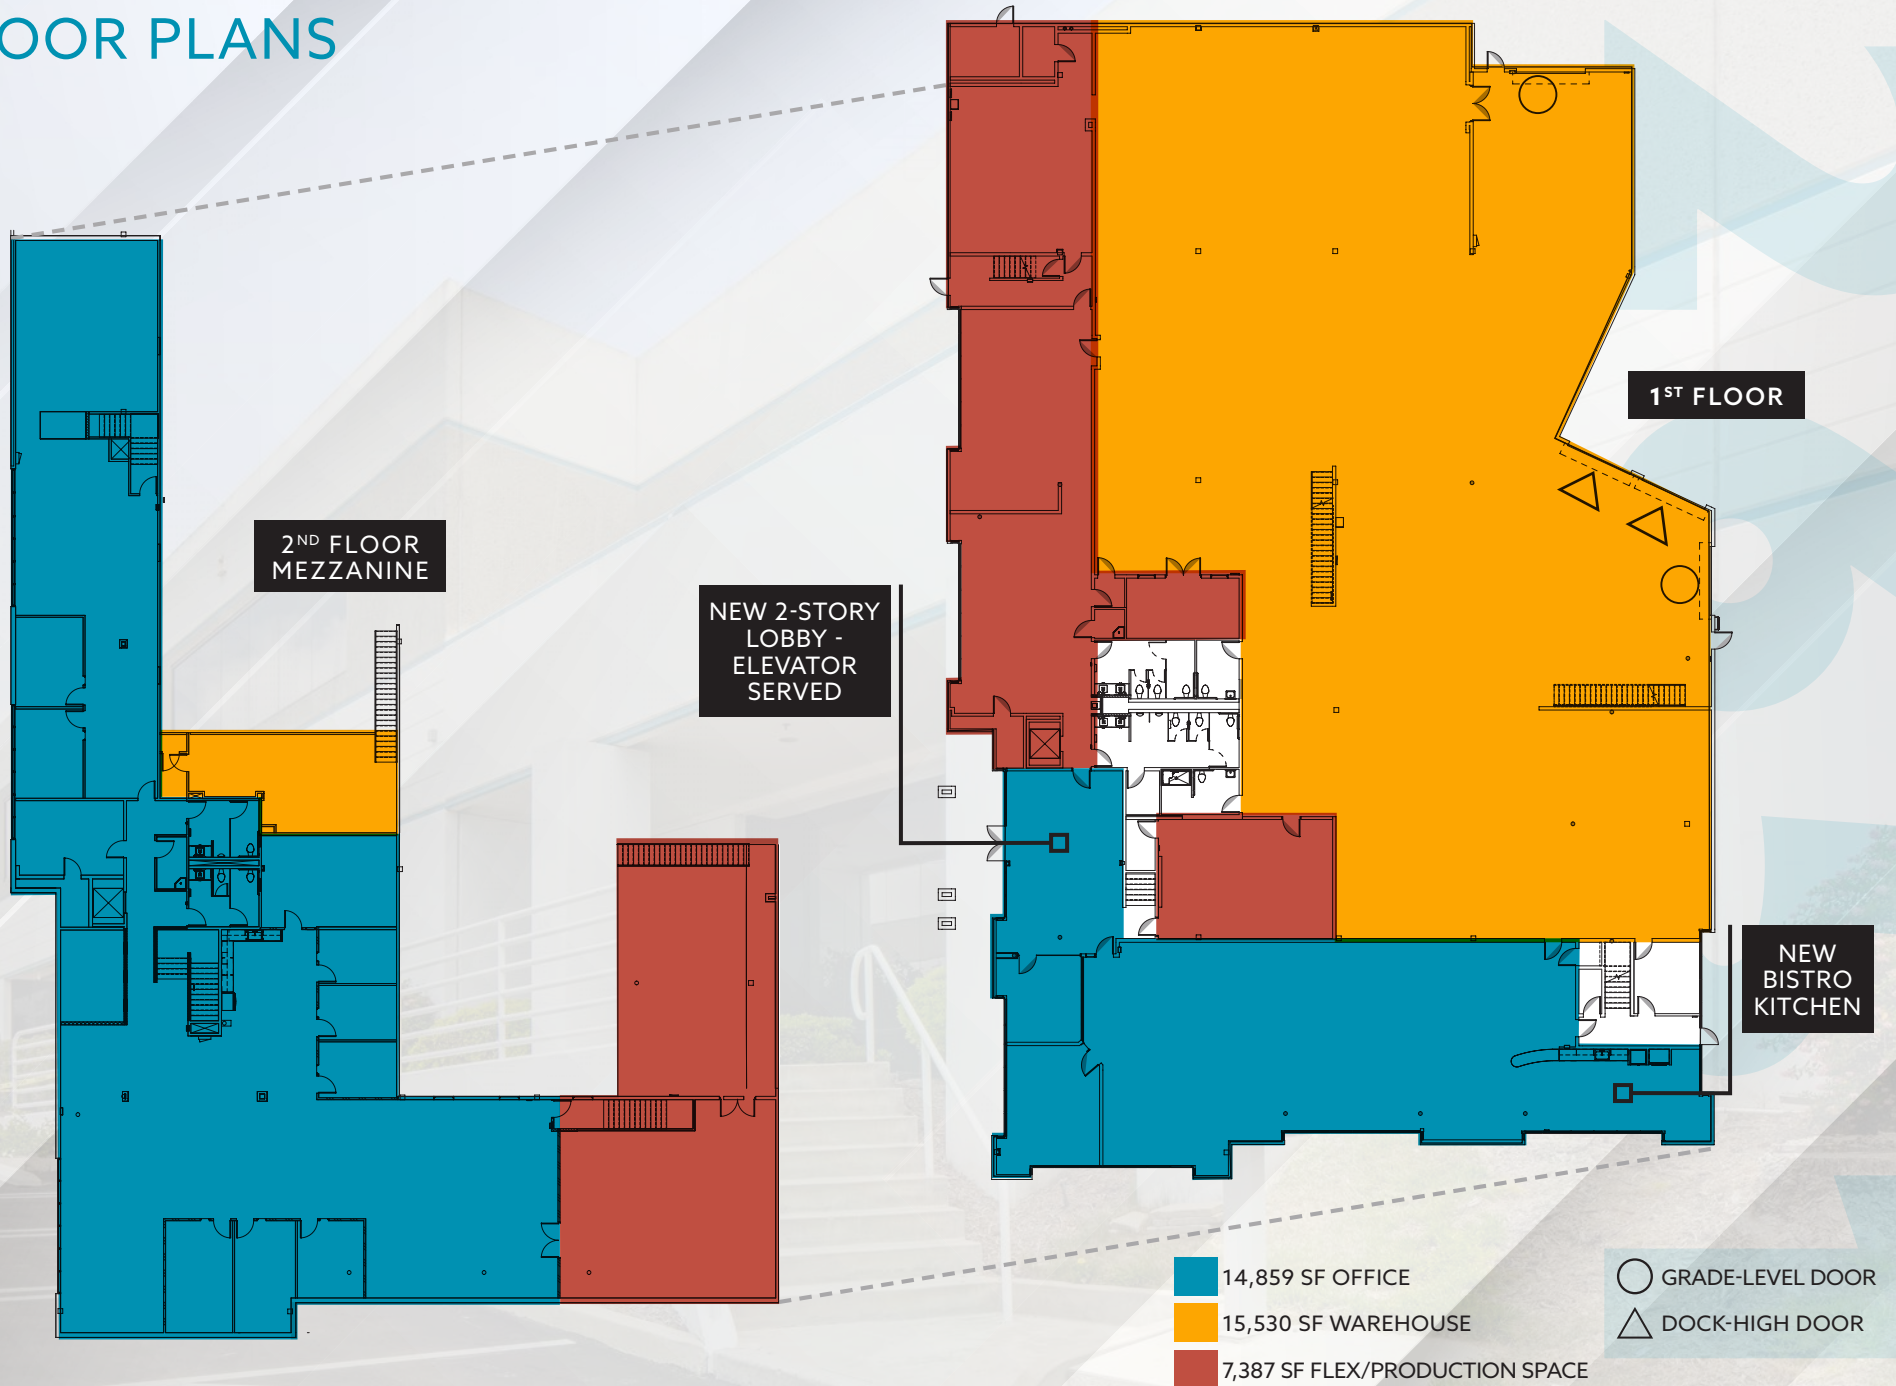 OOR PLANS
1ST FLOOR
2ND FLOOR
MEZZANINE
NEW 2-STORY
LOBBY -
ELEVATOR
SERVED
NEW
BISTRO
KITCHEN
14,859 SF OFFICE
15,530 SF WAREHOUSE
7,387 SF FLEX/PRODUCTION SPACE
GRADE-LEVEL DOOR
DOCK-HIGH DOOR